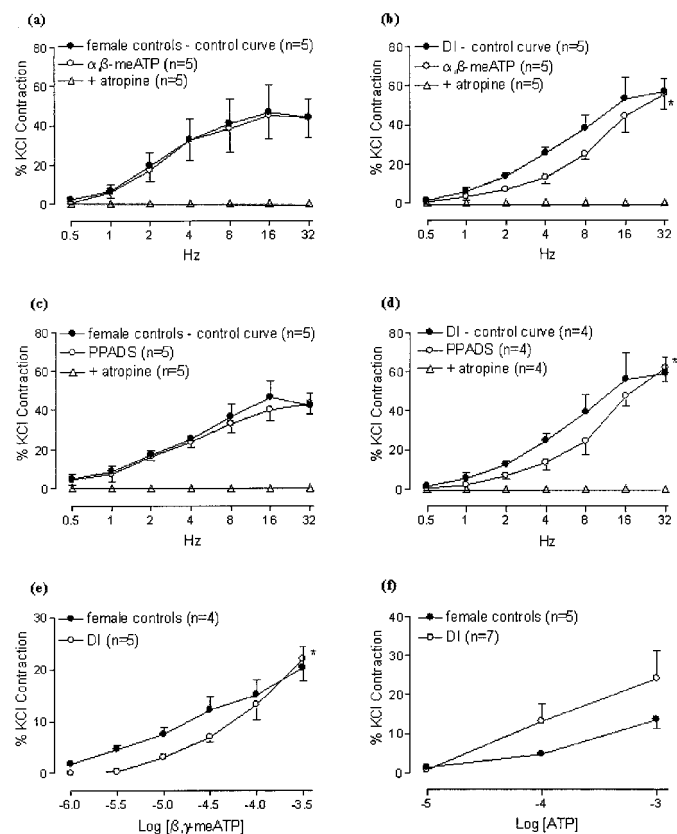 (a)
female controls - control curve (n=5)
α,β-meATP (n=5)
+ atropine (n=5)
% KCl Contraction
80
60
40
20
0
0.5 1 2 4 8 16 32
Hz
(b)
DI - control curve (n=5)
α,β-meATP (n=5)
+ atropine (n=5)
% KCl Contraction
80
60
40
20
0
*
0.5 1 2 4 8 16 32
Hz
(c)
female controls - control curve (n=5)
PPADS (n=5)
+ atropine (n=5)
% KCl Contraction
80
60
40
20
0
0.5 1 2 4 8 16 32
Hz
(d)
DI - control curve (n=4)
PPADS (n=4)
+ atropine (n=4)
% KCl Contraction
80
60
40
20
0
*
0.5 1 2 4 8 16 32
Hz
(e)
female controls (n=4)
DI (n=5)
% KCl Contraction
30
20
10
0
*
-6.0 -5.5 -5.0 -4.5 -4.0 -3.5
Log [β,γ-meATP]
(f)
female controls (n=5)
DI (n=7)
% KCl Contraction
40
30
20
10
0
-5 -4 -3
Log [ATP]